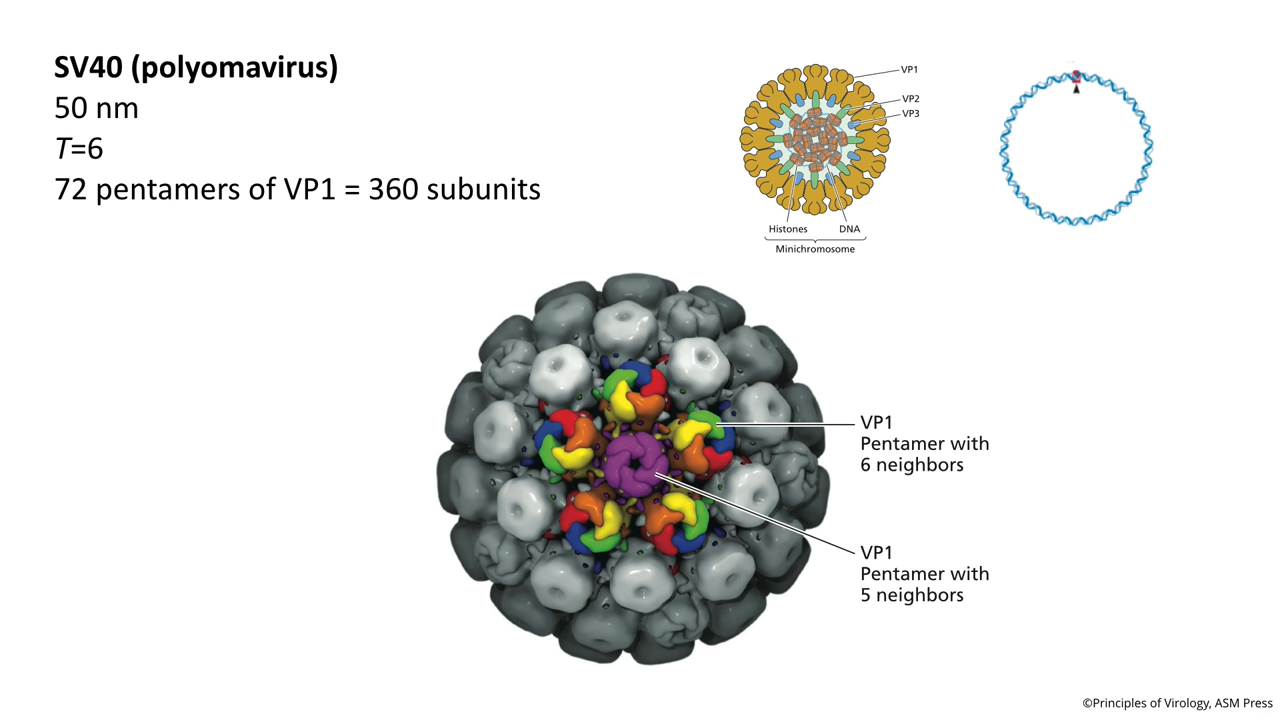 SV40 (polyomavirus)
50 nm
T=6
72 pentamers of VP1 = 360 subunits
VP1
VP2
VP3
Histones
DNA
Minichromosome
VP1
Pentamer with
6 neighbors
VP1
Pentamer with
5 neighbors
©Principles of Virology, ASM Press